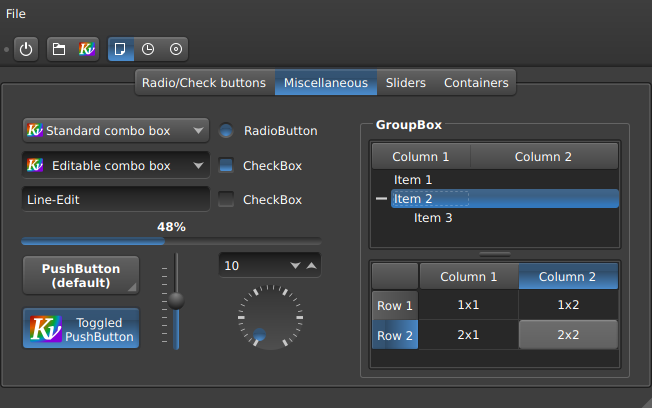 File
Radio/Check buttons Miscellaneous Sliders Containers
Standard combo box
RadioButton
Editable combo box
CheckBox
Line-Edit
CheckBox
48%
PushButton
(default)
10
Toggled
PushButton
GroupBox
Column 1 Column 2
Item 1
Item 2
Item 3
Column 1 Column 2
Row 1 1x1 1x2
Row 2 2x1 2x2